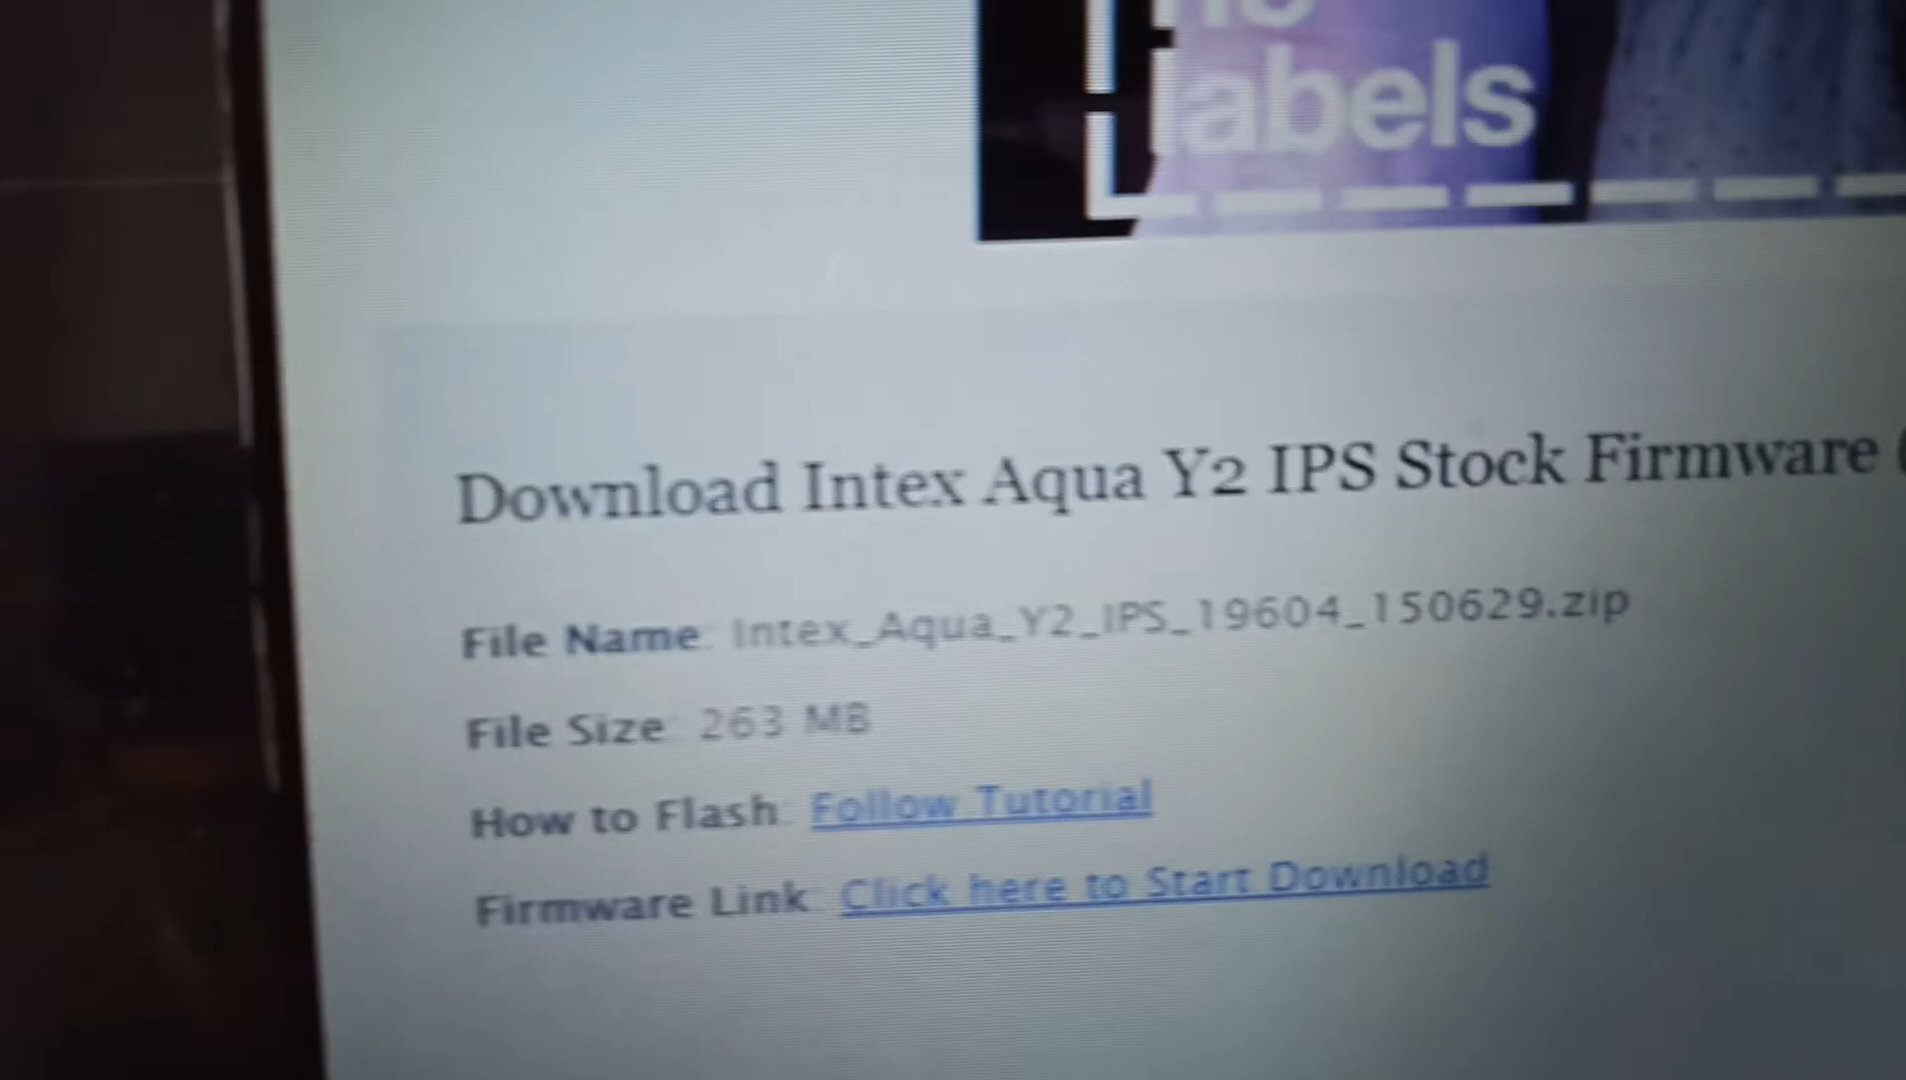 labels
Download Intex Aqua Y2 IPS Stock Firmware (
File Name: Intex_Aqua_Y2_IPS_19604_150629.zip
File Size: 263 MB
How to Flash: Follow Tutorial
Firmware Link: Click here to Start Download